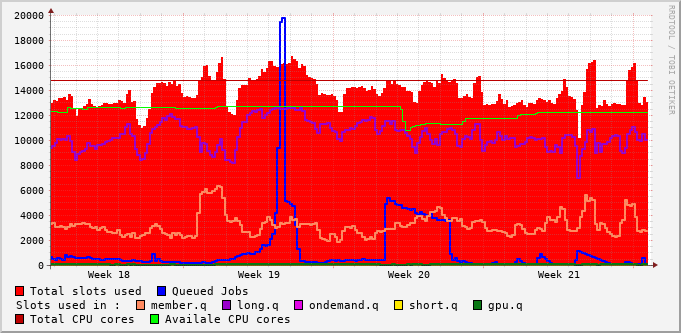 20000
18000
16000
14000
12000
10000
8000
6000
4000
2000
0
Week 18 Week 19 Week 20 Week 21
Total slots used Queued Jobs
Slots used in : member.q long.q ondemand.q short.q gpu.q
Total CPU cores Availale CPU cores
RRDTOOL / TOBI OETIKER